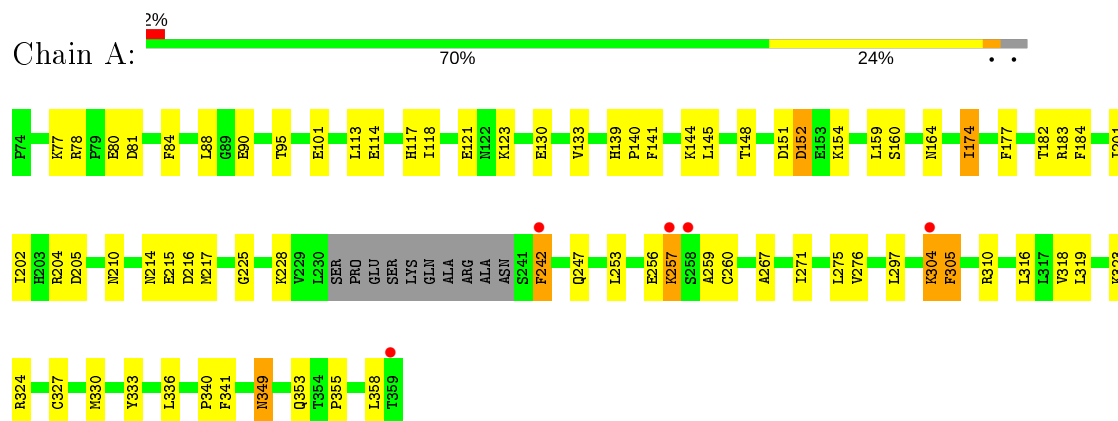 2%
Chain A:
70% 24% • •
P74 K77 R78 P79 E80 D81 F84 L88 G89 E90 T95 E101 L113 E114 H117 I118 E121 N122 K123 E130 V133 H139 P140 F141 K144 L145 T148 D151 D152 E153 K154 L159 S160 N164 I174 F177 T182 R183 F184 I201
I202 H203 R204 D205 N210 N214 E215 D216 M217 G225 K228 V229 L230 SER PRO GLU SER LYS GLN ALA ARG ALA ASN S241 F242 Q247 L253 E256 K257 S258 A259 C260 A267 I271 L275 V276 L297 K304 F305 R310 L316 L317 V318 L319 K323
R324 C327 M330 Y333 L336 P340 F341 N349 Q353 T354 P355 L358 T359